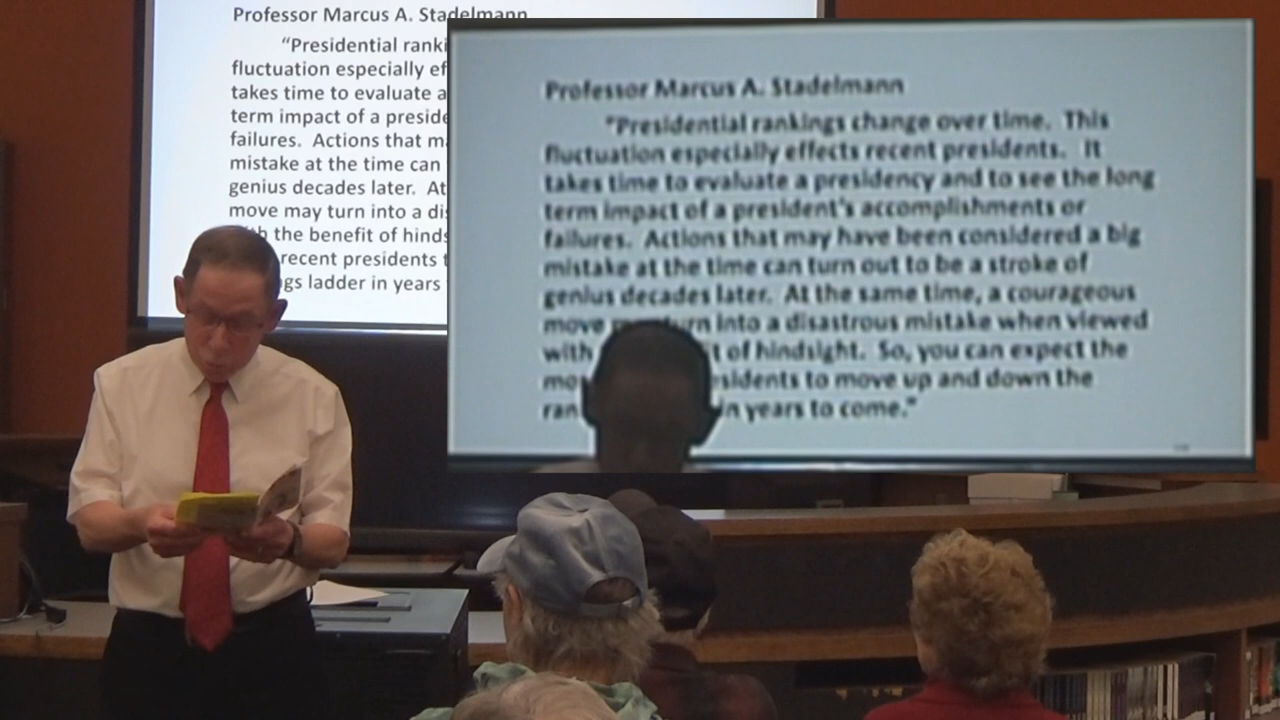 Professor Marcus A. Stadelmann
“Presidential ranki
fluctuation especially ef
takes time to evaluate a
term impact of a preside
failures.  Actions that m
mistake at the time can
genius decades later.  At
move may turn into a dis
the benefit of hinds
recent presidents t
ladder in years
Professor Marcus A. Stadelmann
"Presidential rankings change over time.  This
fluctuation especially effects recent presidents.   It
takes time to evaluate a presidency and to see the long
term impact of a president's accomplishments or
failures.  Actions that may have been considered a big
mistake at the time can turn out to be a stroke of
genius decades later.  At the same time, a courageous
move turn into a disastrous mistake when viewed
with of hindsight.  So, you can expect the
to move up and down the
in years to come."